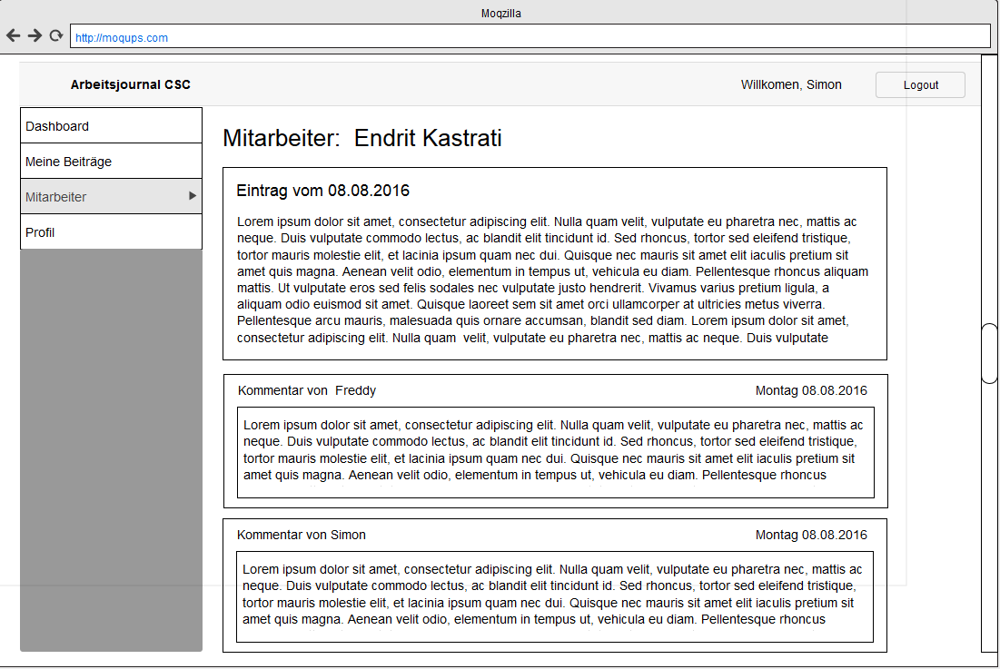 Moqzilla
http://moqups.com
Arbeitsjournal CSC
Willkomen, Simon
Logout
Dashboard
Meine Beiträge
Mitarbeiter
Profil
Mitarbeiter: Endrit Kastrati
Eintrag vom 08.08.2016
Lorem ipsum dolor sit amet, consectetur adipiscing elit. Nulla quam velit, vulputate eu pharetra nec, mattis ac
neque. Duis vulputate commodo lectus, ac blandit elit tincidunt id. Sed rhoncus, tortor sed eleifend tristique,
tortor mauris molestie elit, et lacinia ipsum quam nec dui. Quisque nec mauris sit amet elit iaculis pretium sit
amet quis magna. Aenean velit odio, elementum in tempus ut, vehicula eu diam. Pellentesque rhoncus aliquam
mattis. Ut vulputate eros sed felis sodales nec vulputate justo hendrerit. Vivamus varius pretium ligula, a
aliquam odio euismod sit amet. Quisque laoreet sem sit amet orci ullamcorper at ultricies metus viverra.
Pellentesque arcu mauris, malesuada quis ornare accumsan, blandit sed diam. Lorem ipsum dolor sit amet,
consectetur adipiscing elit. Nulla quam velit, vulputate eu pharetra nec, mattis ac neque. Duis vulputate
Kommentar von Freddy
Montag 08.08.2016
Lorem ipsum dolor sit amet, consectetur adipiscing elit. Nulla quam velit, vulputate eu pharetra nec, mattis ac
neque. Duis vulputate commodo lectus, ac blandit elit tincidunt id. Sed rhoncus, tortor sed eleifend tristique,
tortor mauris molestie elit, et lacinia ipsum quam nec dui. Quisque nec mauris sit amet elit iaculis pretium sit
amet quis magna. Aenean velit odio, elementum in tempus ut, vehicula eu diam. Pellentesque rhoncus
Kommentar von Simon
Montag 08.08.2016
Lorem ipsum dolor sit amet, consectetur adipiscing elit. Nulla quam velit, vulputate eu pharetra nec, mattis ac
neque. Duis vulputate commodo lectus, ac blandit elit tincidunt id. Sed rhoncus, tortor sed eleifend tristique,
tortor mauris molestie elit, et lacinia ipsum quam nec dui. Quisque nec mauris sit amet elit iaculis pretium sit
amet quis magna. Aenean velit odio, elementum in tempus ut, vehicula eu diam. Pellentesque rhoncus